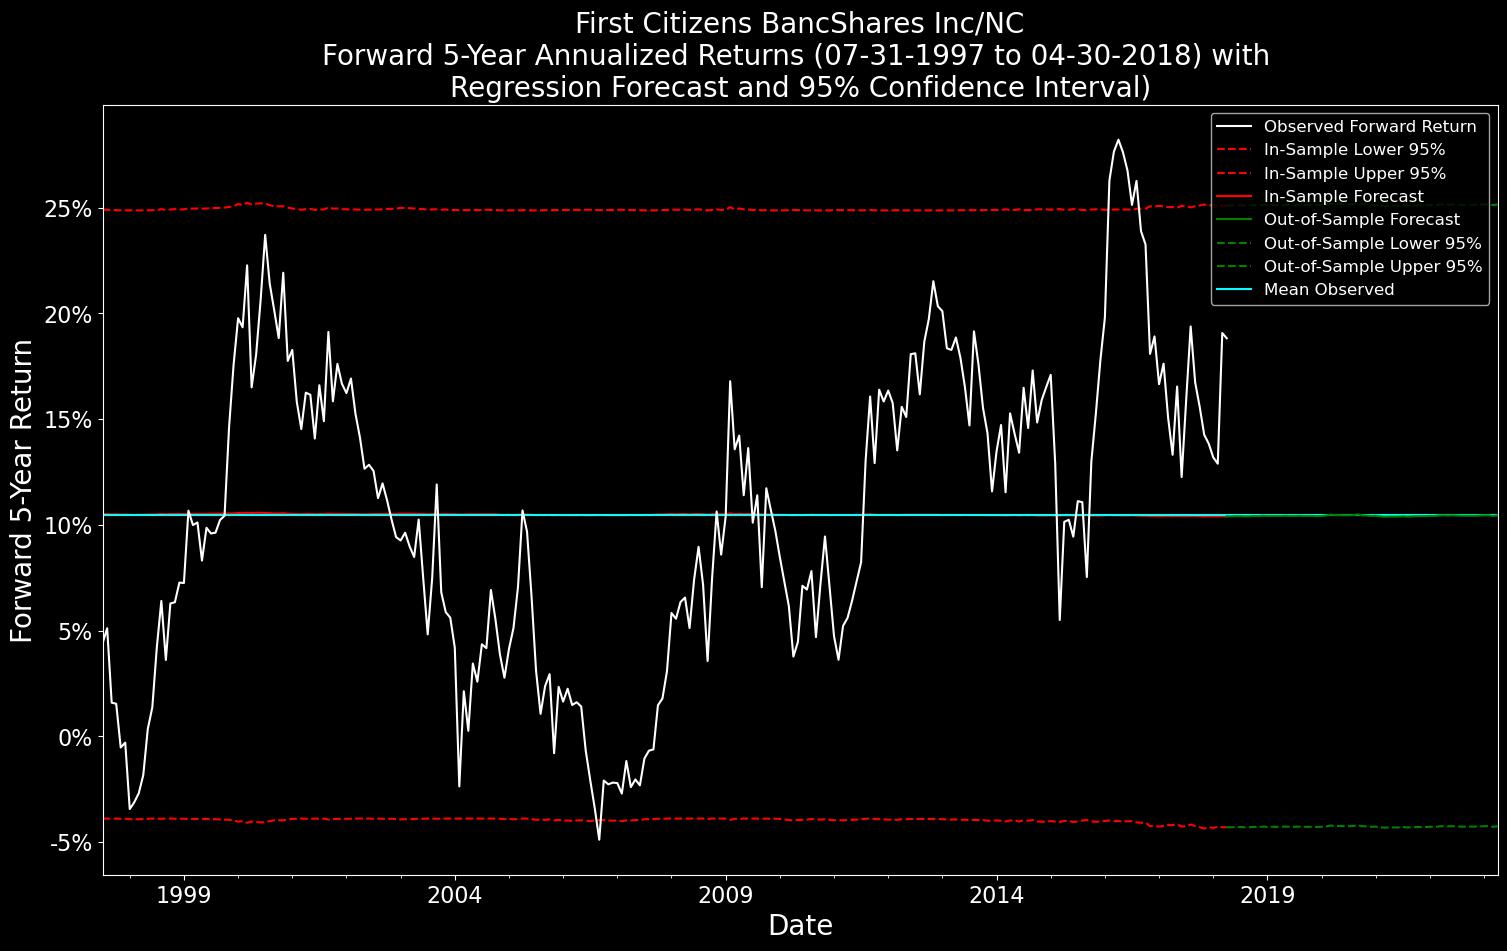 First Citizens BancShares Inc/NC
Forward 5-Year Annualized Returns (07-31-1997 to 04-30-2018) with
Regression Forecast and 95% Confidence Interval)
Observed Forward Return
In-Sample Lower 95%
In-Sample Upper 95%
In-Sample Forecast
Out-of-Sample Forecast
Out-of-Sample Lower 95%
Out-of-Sample Upper 95%
Mean Observed
Forward 5-Year Return
25%
20%
15%
10%
5%
0%
-5%
1999
2004
2009
2014
2019
Date